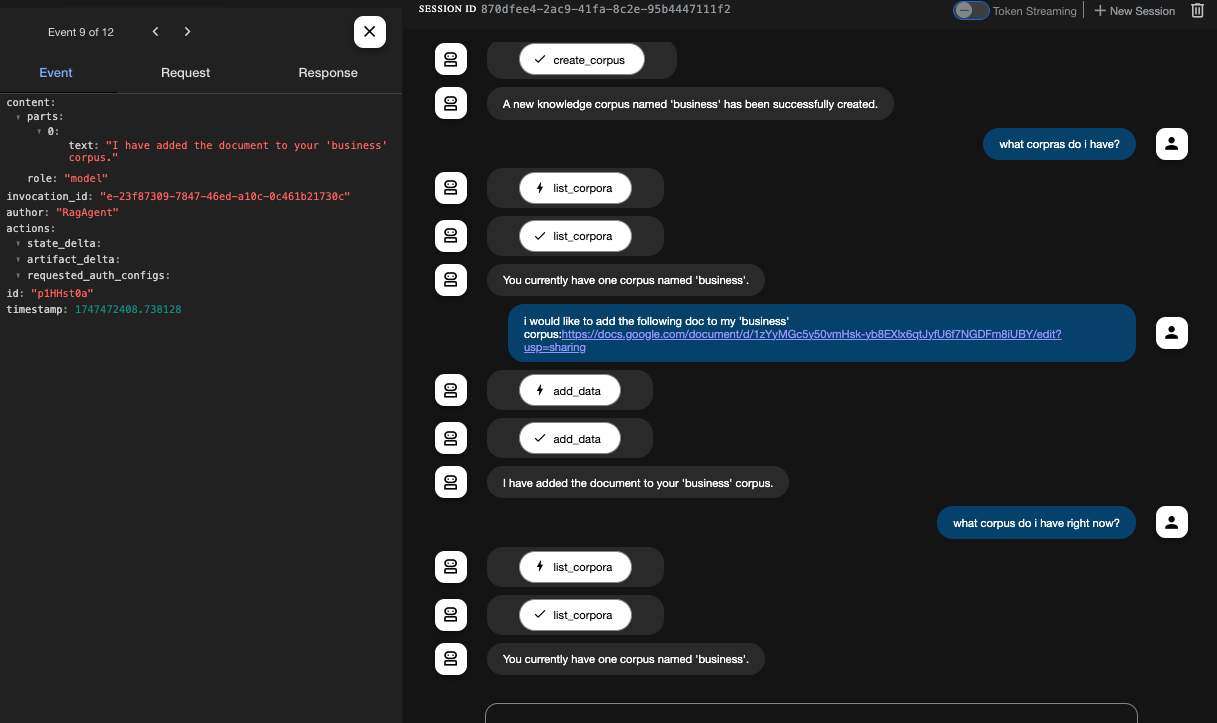 Event 9 of 12
Event Request Response
content:
parts:
0:
text: "I have added the document to your 'business'
corpus."
role: "model"
invocation_id: "e-23f87309-7847-46ed-a10c-0c461b21730c"
author: "RagAgent"
actions:
state_delta:
artifact_delta:
requested_auth_configs:
id: "p1HHst0a"
timestamp: 1747472408.738128
SESSION ID 870dfee4-2ac9-41fa-8c2e-95b4447111f2
Token Streaming
New Session
create_corpus
A new knowledge corpus named 'business' has been successfully created.
what corpras do i have?
list_corpora
list_corpora
You currently have one corpus named 'business'.
i would like to add the following doc to my 'business'
corpus:https://docs.google.com/document/d/1zYyMGc5y50vmHsk-yb8EXlx6qtJyfU6f7NGDFm8iUBY/edit?
usp=sharing
add_data
add_data
I have added the document to your 'business' corpus.
what corpus do i have right now?
list_corpora
list_corpora
You currently have one corpus named 'business'.